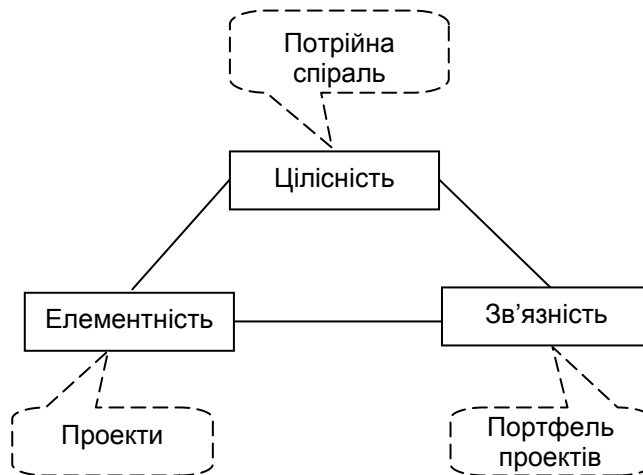 Потрійна
спіраль
Цілісність
Елементність
Зв’язність
Проекти
Портфель
проектів